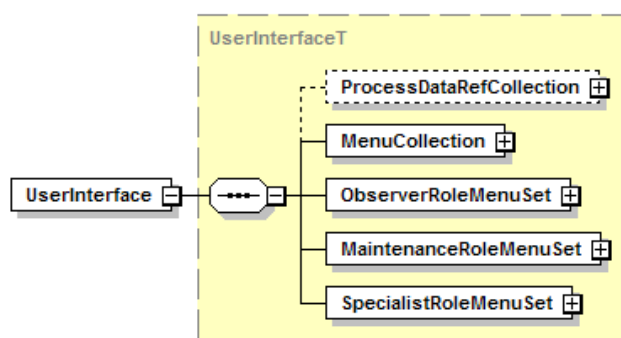 UserInterfaceT
ProcessDataRefCollection
MenuCollection
UserInterface
ObserverRoleMenuSet
MaintenanceRoleMenuSet
SpecialistRoleMenuSet